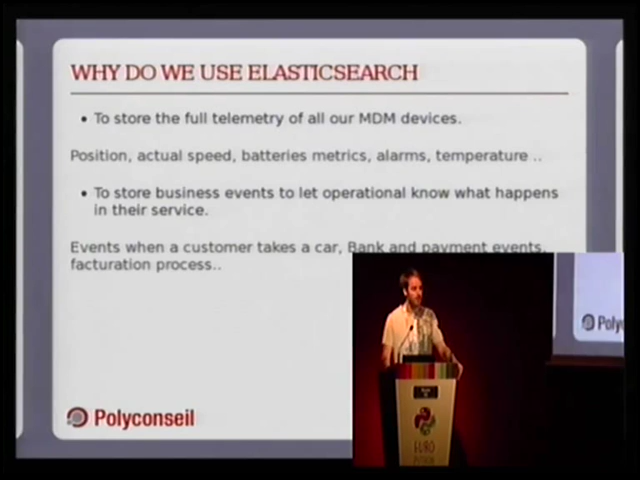 WHY DO WE USE ELASTICSEARCH
• To store the full telemetry of all our MDM devices.
Position, actual speed, batteries metrics, alarms, temperature ..
• To store business events to let operational know what happens
in their service.
Events when a customer takes a car, Bank and payment events,
facturation process..
Polyconseil
Poly
EURO